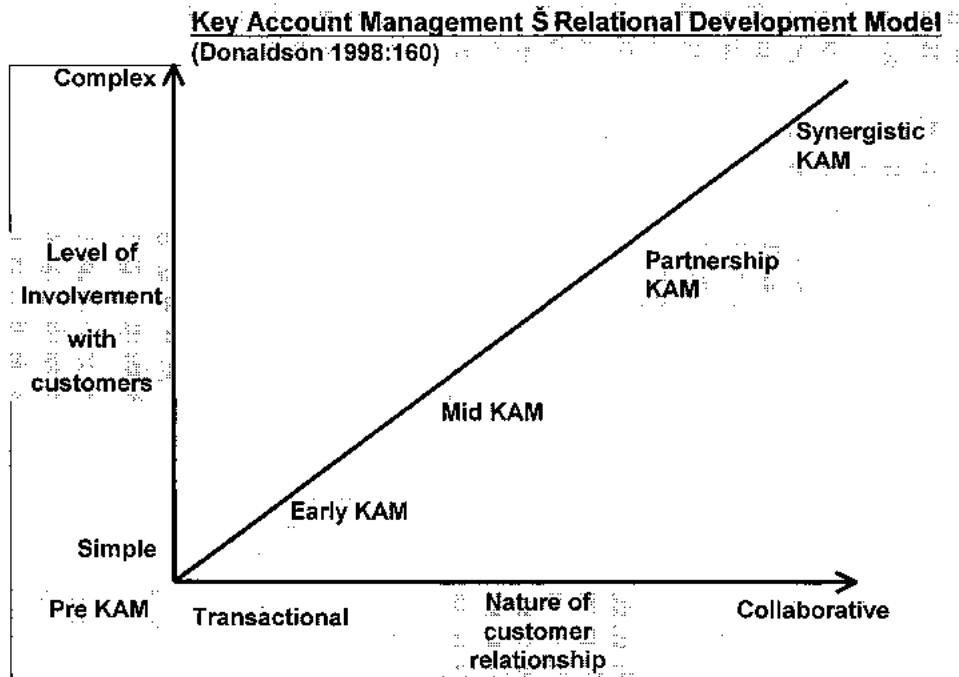 Key Account Management Š Relational Development Model
(Donaldson 1998:160)
Complex
Synergistic
KAM
Level of
Involvement
with
customers
Partnership
KAM
Mid KAM
Early KAM
Simple
Pre KAM
Transactional
Nature of
customer
relationship
Collaborative